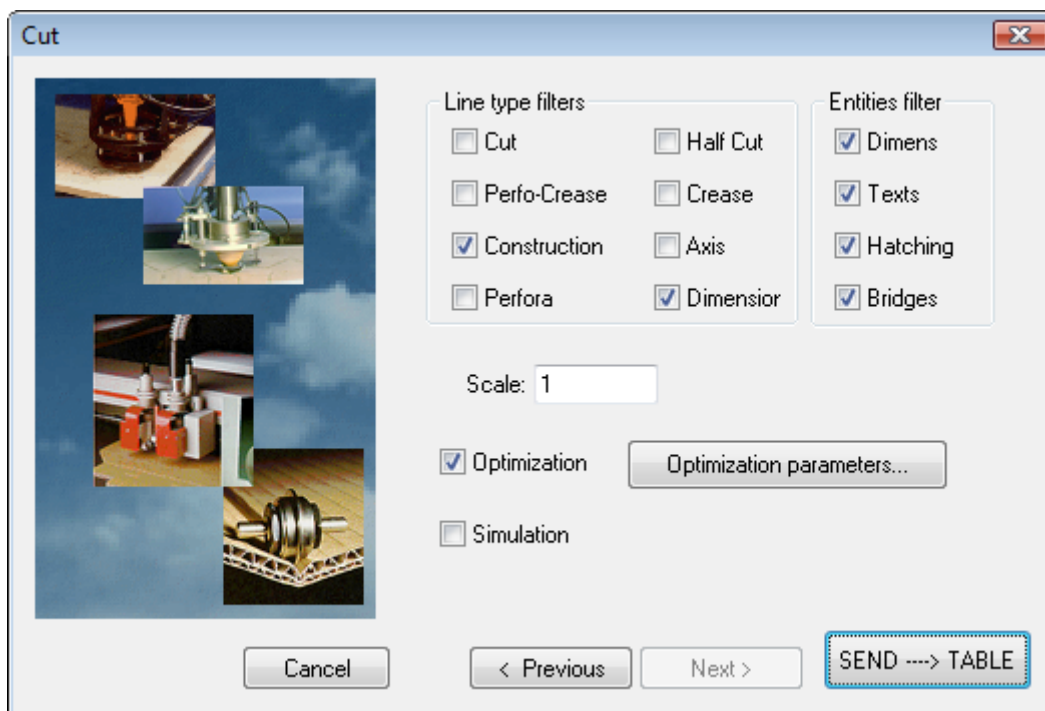 Cut
Line type filters
Cut
Half Cut
Perfo-Crease
Crease
Construction
Axis
Perfora
Dimension
Entities filter
Dimens
Texts
Hatching
Bridges
Scale: 1
Optimization
Optimization parameters...
Simulation
Cancel
< Previous
Next >
SEND ----> TABLE